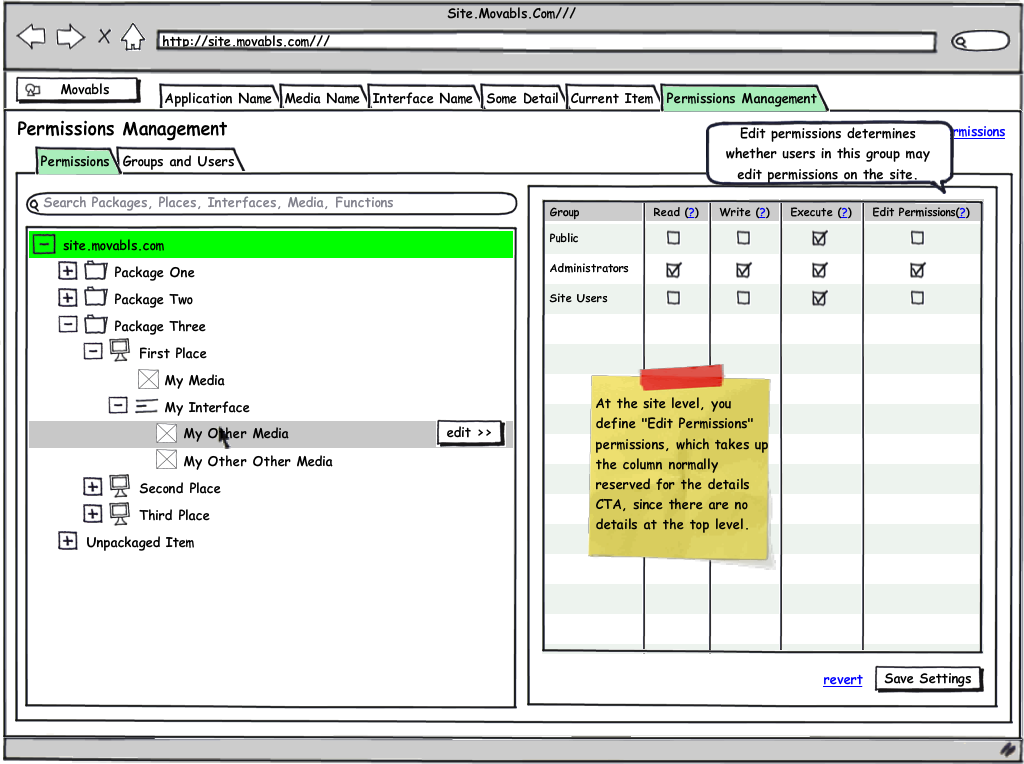 Site.Movabls.Com///
http://site.movabls.com///
Movabls
Application Name
Media Name
Interface Name
Some Detail
Current Item
Permissions Management
Permissions Management
Edit permissions determines
whether users in this group may
edit permissions on the site.
Permissions
Groups and Users
Search Packages, Places, Interfaces, Media, Functions
site.movabls.com
Package One
Package Two
Package Three
First Place
My Media
My Interface
My Other Media
edit >>
My Other Other Media
Second Place
Third Place
Unpackaged Item
Group Read (?) Write (?) Execute (?) Edit Permissions(?)
Public
Administrators
Site Users
At the site level, you
define "Edit Permissions"
permissions, which takes up
the column normally
reserved for the details
CTA, since there are no
details at the top level.
revert
Save Settings